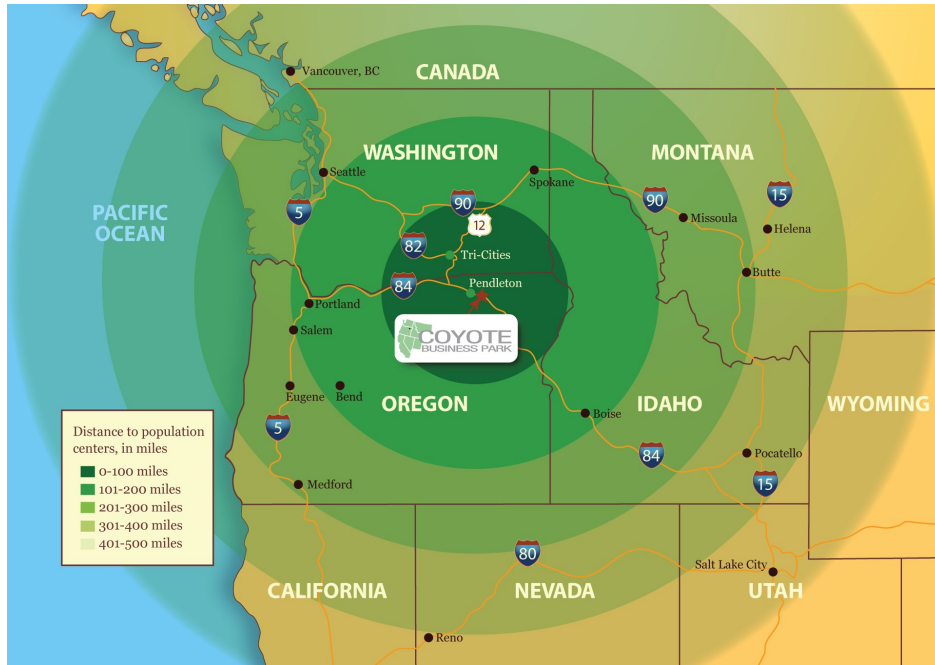 Vancouver, BC
CANADA
WASHINGTON
MONTANA
Seattle
Spokane
90
90
15
5
12
Missoula
PACIFIC
OCEAN
Helena
82
Tri-Cities
Butte
84
Pendleton
Portland
COYOTE
BUSINESS PARK
Salem
Eugene
Bend
OREGON
IDAHO
WYOMING
Boise
5
Distance to population
centers, in miles
0-100 miles
101-200 miles
201-300 miles
301-400 miles
401-500 miles
84
Pocatello
15
Medford
80
Salt Lake City
CALIFORNIA
NEVADA
UTAH
Reno